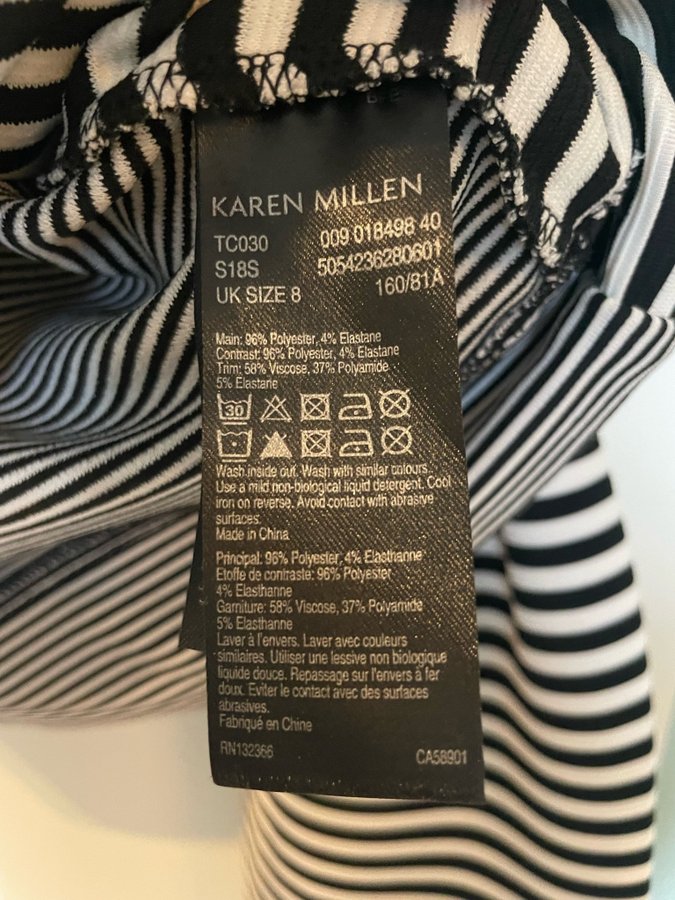 KAREN MILLEN
TC030 009 018498 40
S18S 5054236280601
UK SIZE 8 160/81A
Main: 96% Polyester, 4% Elastane
Contrast: 96% Polyester, 4% Elastane
Trim: 58% Viscose, 37% Polyamide
5% Elastane
30
Wash inside out. Wash with similar colours.
Use a mild non-biological liquid detergent. Cool
iron on reverse. Avoid contact with abrasive
surfaces.
Made in China
Principal: 96% Polyester, 4% Elasthanne
Etoffe de contraste: 96% Polyester
4% Elasthanne
Garniture: 58% Viscose, 37% Polyamide
5% Elasthanne
Laver à l'envers. Laver avec couleurs
similaires. Utiliser une lessive non biologique
liquide douce. Repassage sur l'envers à fer
doux. Eviter le contact avec des surfaces
abrasives.
Fabriqué en Chine
RN132366 CA58901